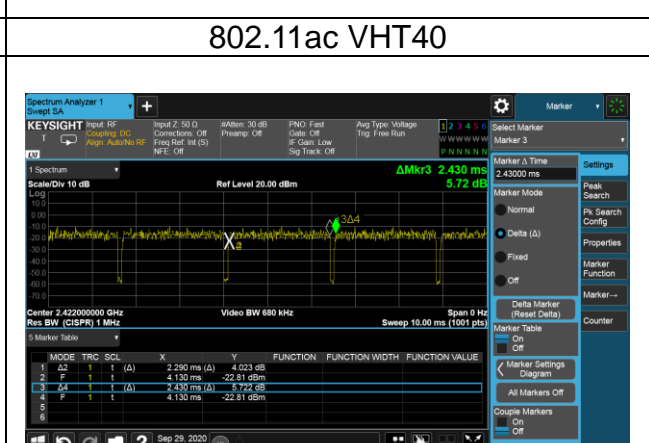 802.11ac VHT40
Spectrum Analyzer 1
Swept SA
Marker
KEYSIGHT
Input: RF
Coupling: DC
Align: Auto/No RF
Input Z: 50 Ω
Corrections: Off
Freq Ref: Int (S)
NFE: Off
#Atten: 30 dB
Preamp: Off
PNO: Fast
Gate: Off
IF Gain: Low
Sig Track: Off
Avg Type: Voltage
Trig: Free Run
1 2 3 4 5 6
W W W W W W
P N N N N N
Select Marker
Marker 3
1 Spectrum
ΔMkr3 2.430 ms
5.72 dB
Scale/Div 10 dB
Ref Level 20.00 dBm
Log
10.0
0.00
-10.0
-20.0
-30.0
-40.0
-50.0
-60.0
-70.0
3Δ4
Center 2.422000000 GHz
Res BW (CISPR) 1 MHz
Video BW 680 kHz
Span 0 Hz
Sweep 10.00 ms (1001 pts)
5 Marker Table
MODE TRC SCL X Y FUNCTION FUNCTION WIDTH FUNCTION VALUE
1 Δ2 1 t (Δ) 2.290 ms (Δ) 4.023 dB
2 F 1 t 4.130 ms -22.81 dBm
3 Δ4 1 t (Δ) 2.430 ms (Δ) 5.722 dB
4 F 1 t 4.130 ms -22.81 dBm
5
6
Marker Δ Time
2.43000 ms
Marker Mode
Normal
Delta (Δ)
Fixed
Off
Delta Marker
(Reset Delta)
Marker Table
On
Off
Marker Settings
Diagram
All Markers Off
Couple Markers
On
Off
Settings
Peak
Search
Pk Search
Config
Properties
Marker
Function
Marker→
Counter
Sep 29, 2020